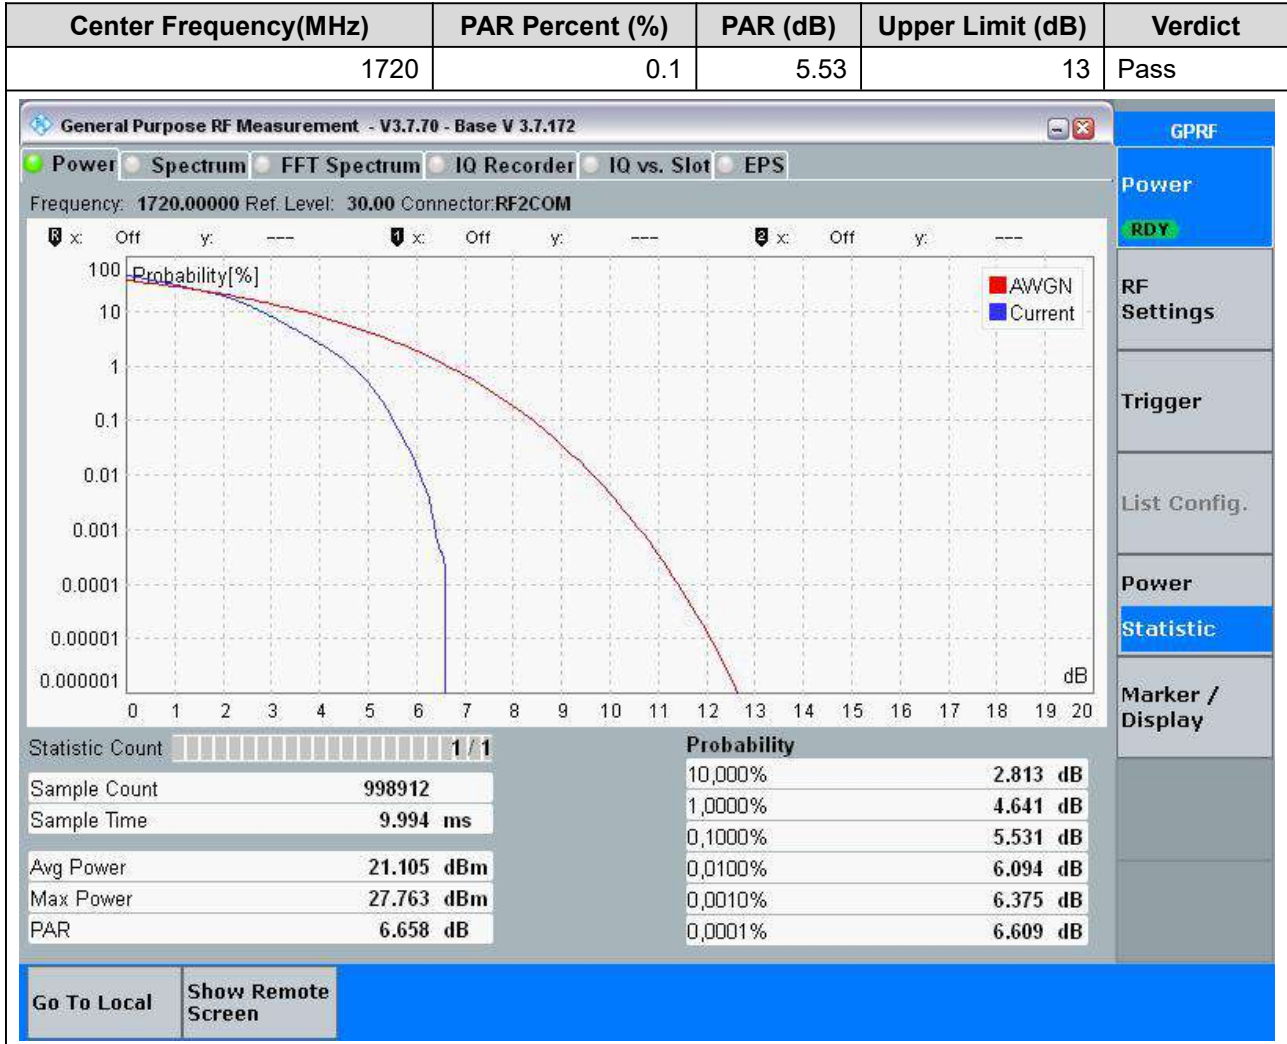 Center Frequency(MHz) PAR Percent (%) PAR (dB) Upper Limit (dB) Verdict
1720 0.1 5.53 13 Pass
General Purpose RF Measurement - V3.7.70 - Base V 3.7.172
GPRF
Power Spectrum FFT Spectrum IQ Recorder IQ vs. Slot EPS
Frequency: 1720.00000 Ref. Level: 30.00 Connector:RF2COM
Power
RDY
R x: Off y: --- 1 x: Off y: --- 2 x: Off y: ---
Probability[%]
AWGN
Current
100
10
1
0.1
0.01
0.001
0.0001
0.00001
0.000001
dB
0 1 2 3 4 5 6 7 8 9 10 11 12 13 14 15 16 17 18 19 20
RF
Settings
Trigger
List Config.
Power
Statistic
Marker /
Display
Statistic Count 1 / 1
Sample Count 998912
Sample Time 9.994 ms
Avg Power 21.105 dBm
Max Power 27.763 dBm
PAR 6.658 dB
Probability
10,000% 2.813 dB
1,0000% 4.641 dB
0,1000% 5.531 dB
0,0100% 6.094 dB
0,0010% 6.375 dB
0,0001% 6.609 dB
Go To Local
Show Remote
Screen